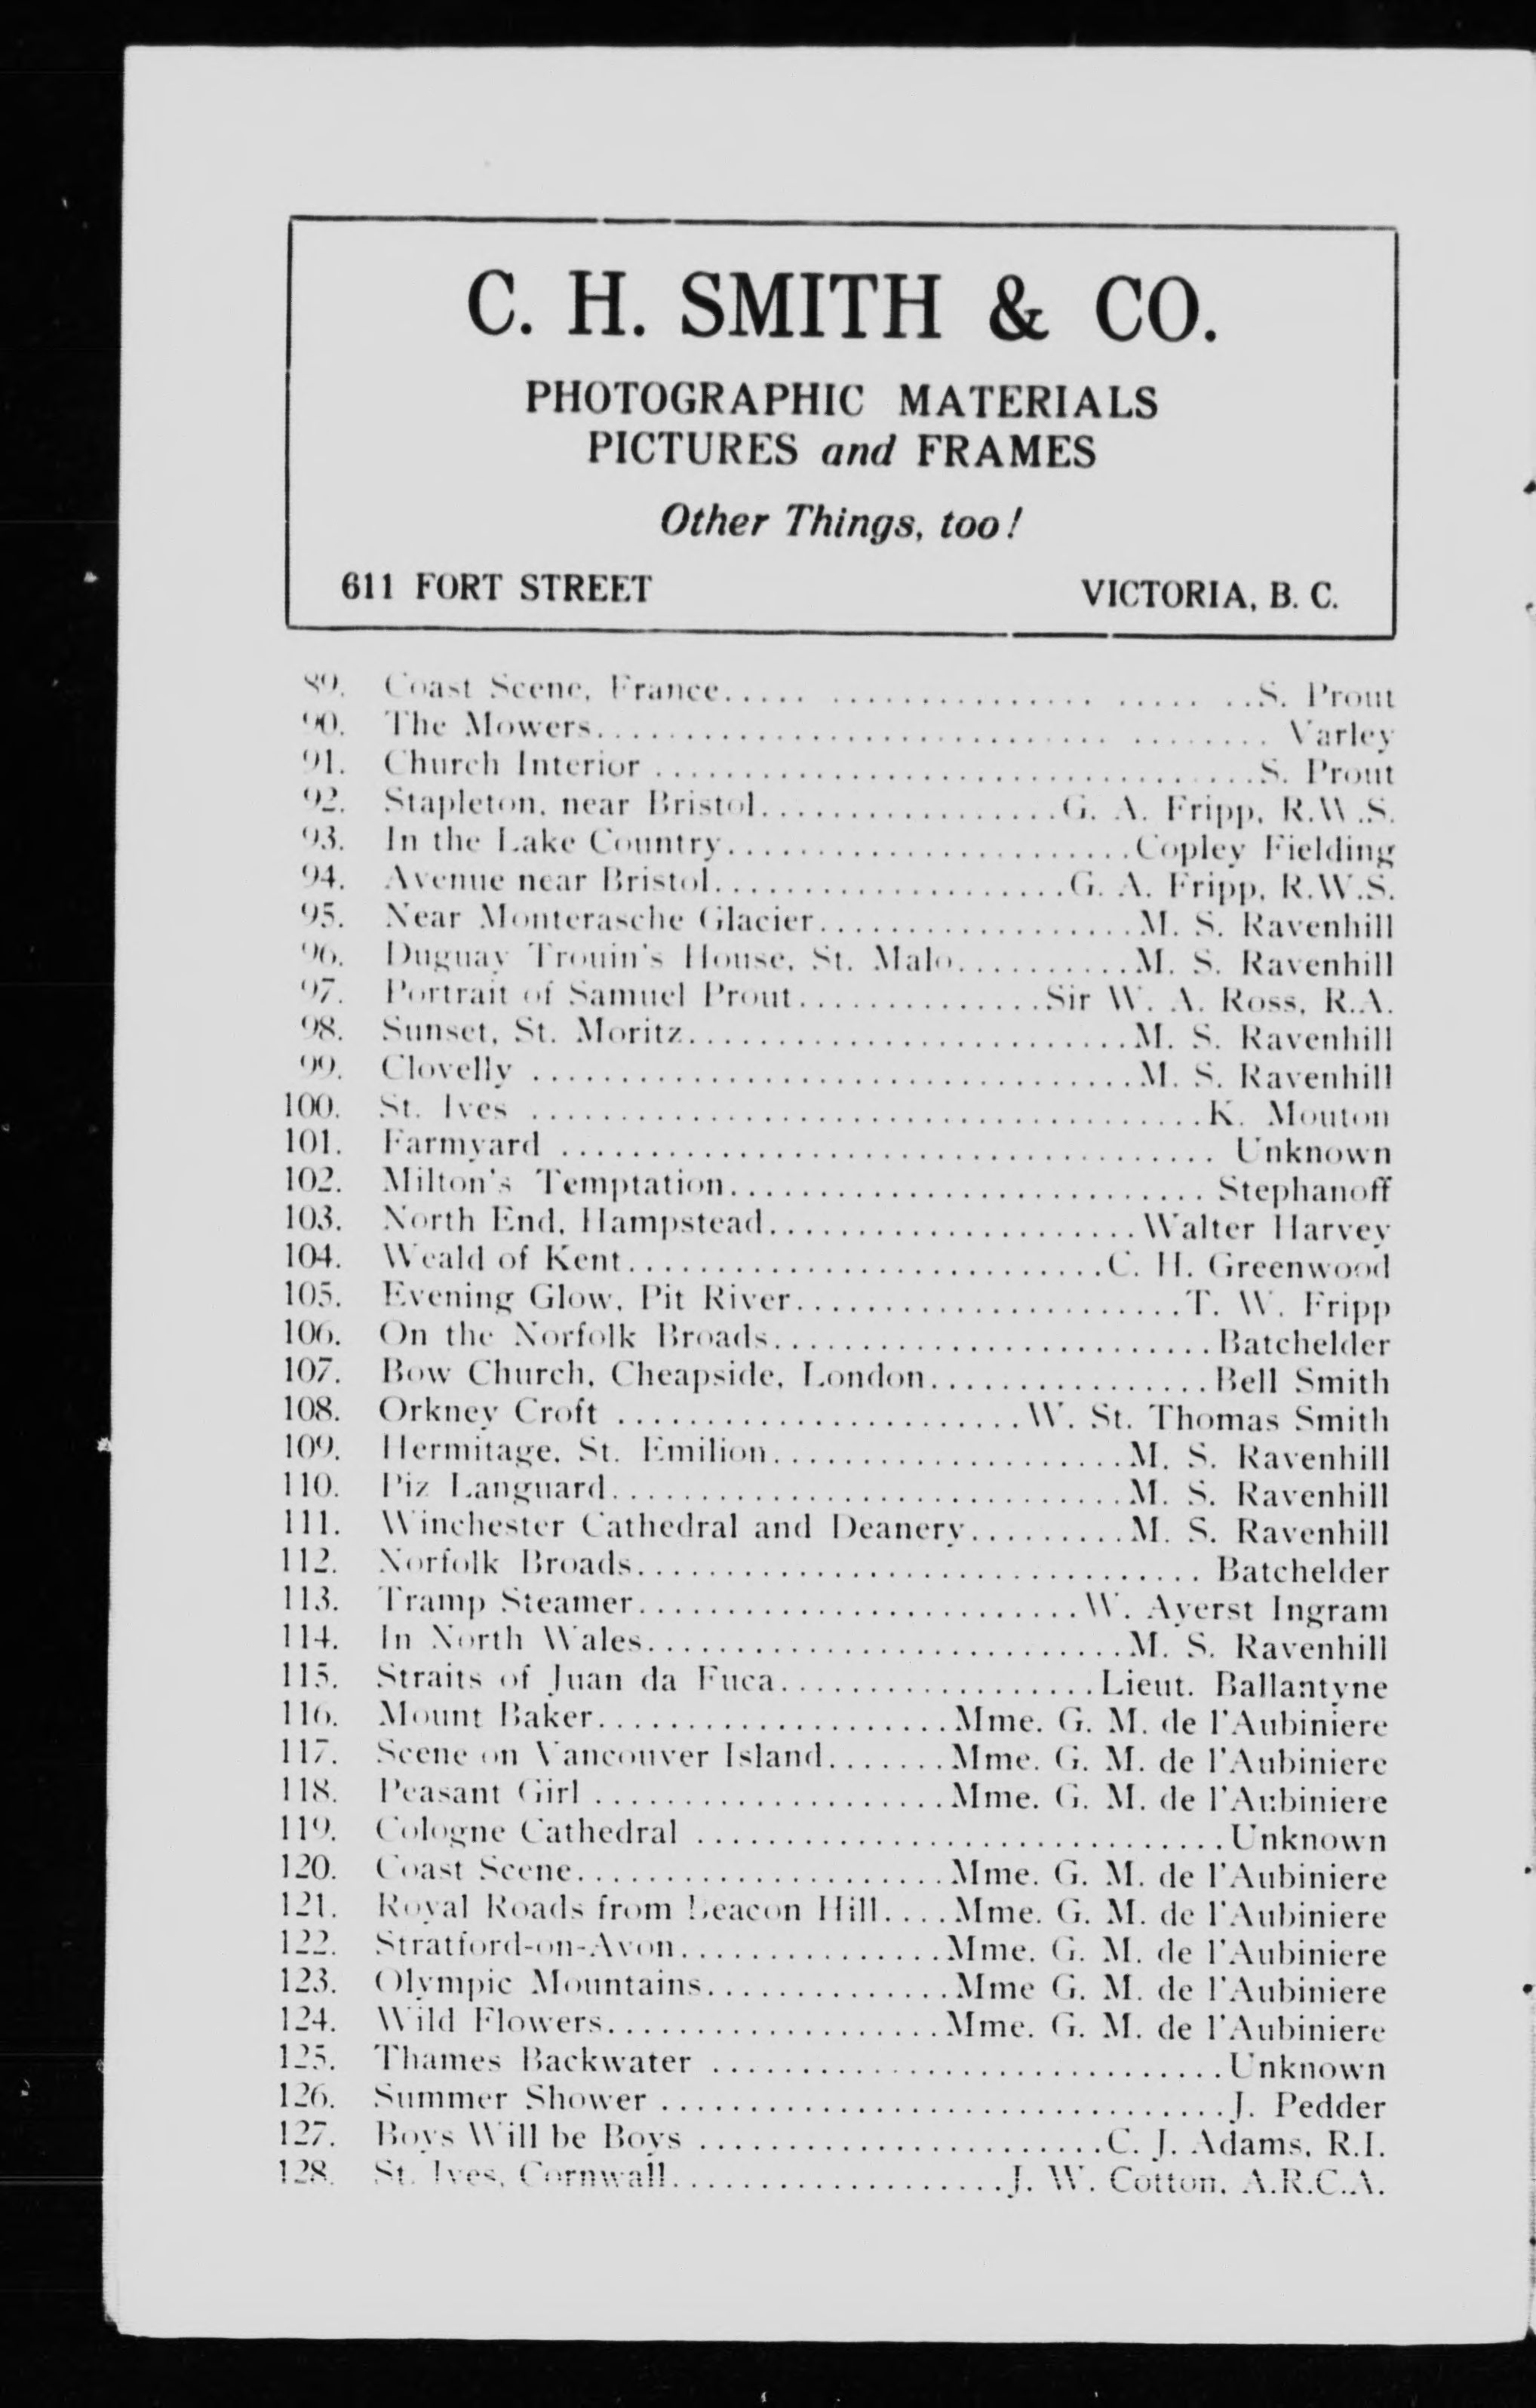 C. H. SMITH & CO.
PHOTOGRAPHIC MATERIALS
PICTURES and FRAMES
Other Things, too!
611 FORT STREET VICTORIA, B. C.
89. Coast Scene, France..... ...................... ..... ...S. Prout
90. The Mowers................................ ........ Varley
91. Church Interior ..................................S. Prout
92. Stapleton, near Bristol.................G. A. Fripp, R.W.S.
93. In the Lake Country.......................Copley Fielding
94. Avenue near Bristol....................G. A. Fripp, R.W.S.
95. Near Monterasche Glacier..................M. S. Ravenhill
96. Duguay Trouin's House, St. Malo..........M. S. Ravenhill
97. Portrait of Samuel Prout..............Sir W. A. Ross, R.A.
98. Sunset, St. Moritz.........................M. S. Ravenhill
99. Clovelly ..................................M. S. Ravenhill
100. St. Ives ......................................K. Mouton
101. Farmyard ..................................... Unknown
102. Milton's Temptation........................... Stephanoff
103. North End, Hampstead.....................Walter Harvey
104. Weald of Kent...........................C. H. Greenwood
105. Evening Glow, Pit River......................T. W. Fripp
106. On the Norfolk Broads.........................Batchelder
107. Bow Church, Cheapside, London................Bell Smith
108. Orkney Croft .......................W. St. Thomas Smith
109. Hermitage, St. Emilion....................M. S. Ravenhill
110. Piz Languard.............................M. S. Ravenhill
111. Winchester Cathedral and Deanery.........M. S. Ravenhill
112. Norfolk Broads................................ Batchelder
113. Tramp Steamer.........................W. Ayerst Ingram
114. In North Wales...........................M. S. Ravenhill
115. Straits of Juan da Fuca..................Lieut. Ballantyne
116. Mount Baker....................Mme. G. M. de l'Aubiniere
117. Scene on Vancouver Island.......Mme. G. M. de l'Aubiniere
118. Peasant Girl ....................Mme. G. M. de l'Aubiniere
119. Cologne Cathedral ..............................Unknown
120. Coast Scene.....................Mme. G. M. de l'Aubiniere
121. Royal Roads from Beacon Hill....Mme. G. M. de l'Aubiniere
122. Stratford-on-Avon...............Mme. G. M. de l'Aubiniere
123. Olympic Mountains..............Mme G. M. de l'Aubiniere
124. Wild Flowers...................Mme. G. M. de l'Aubiniere
125. Thames Backwater .............................Unknown
126. Summer Shower ................................J. Pedder
127. Boys Will be Boys .......................C. J. Adams, R.I.
128. St. Ives, Cornwall...................J. W. Cotton, A.R.C.A.